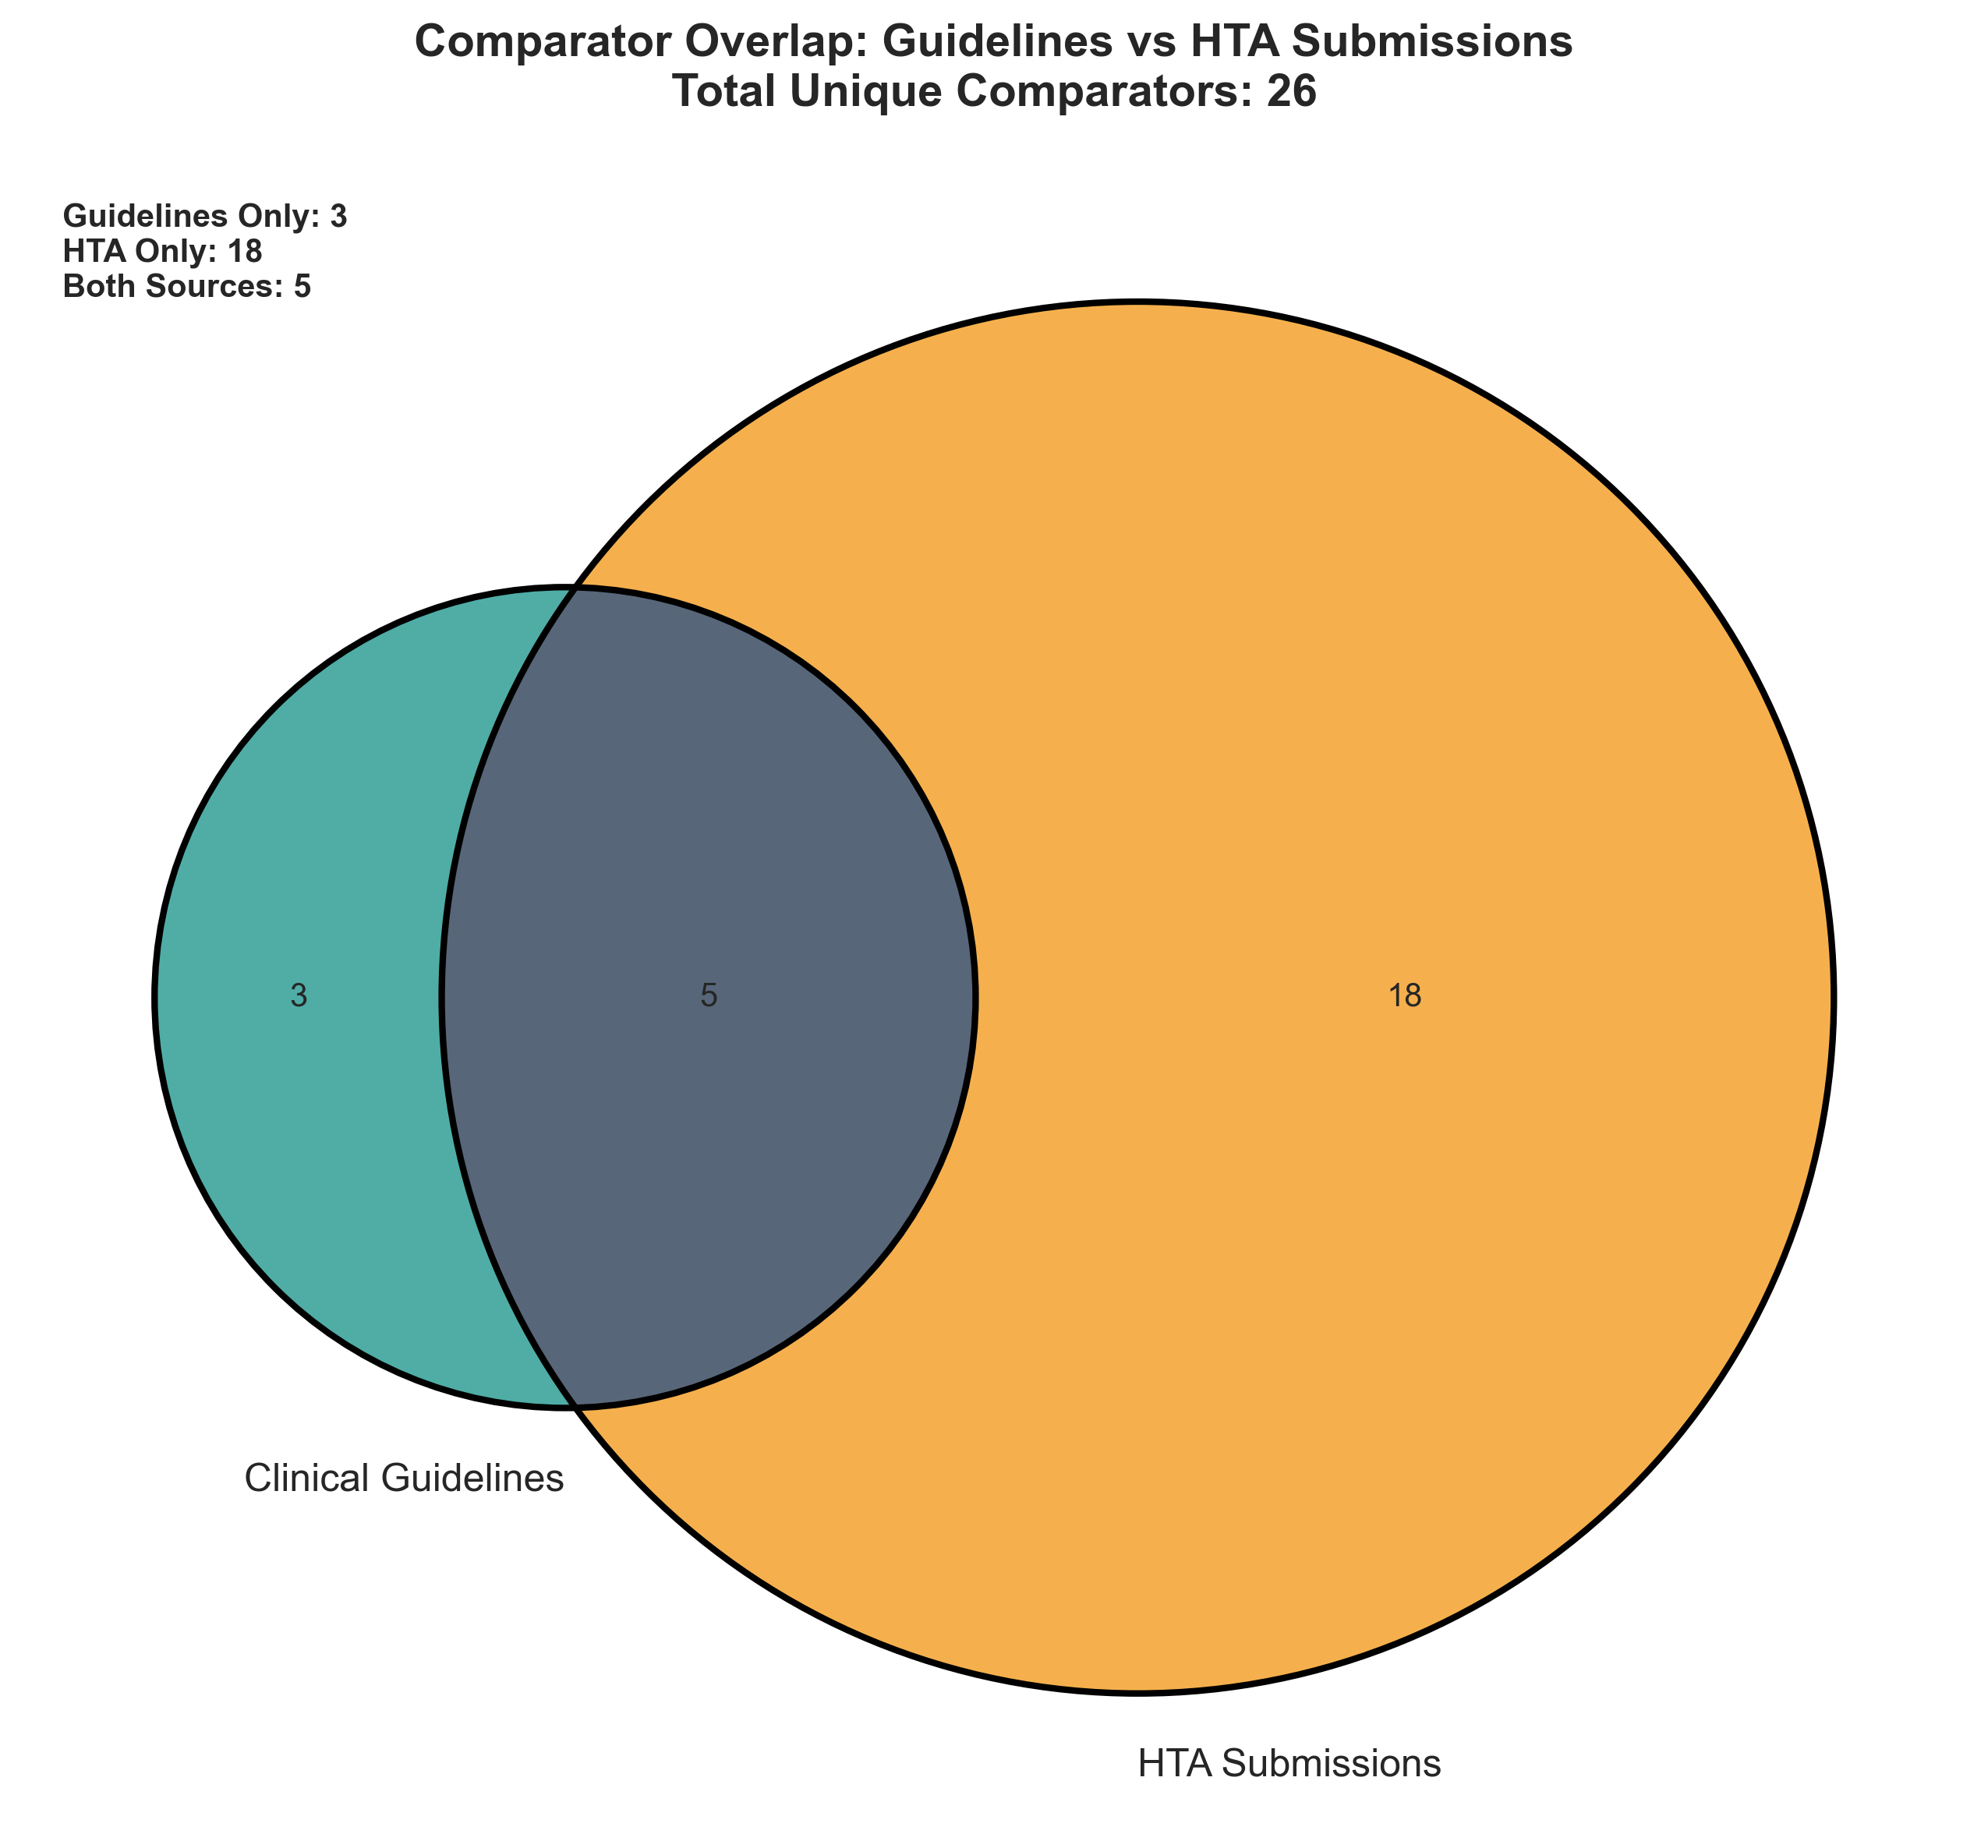 Comparator Overlap: Guidelines vs HTA Submissions
Total Unique Comparators: 26
Guidelines Only: 3
HTA Only: 18
Both Sources: 5
3
5
18
Clinical Guidelines
HTA Submissions